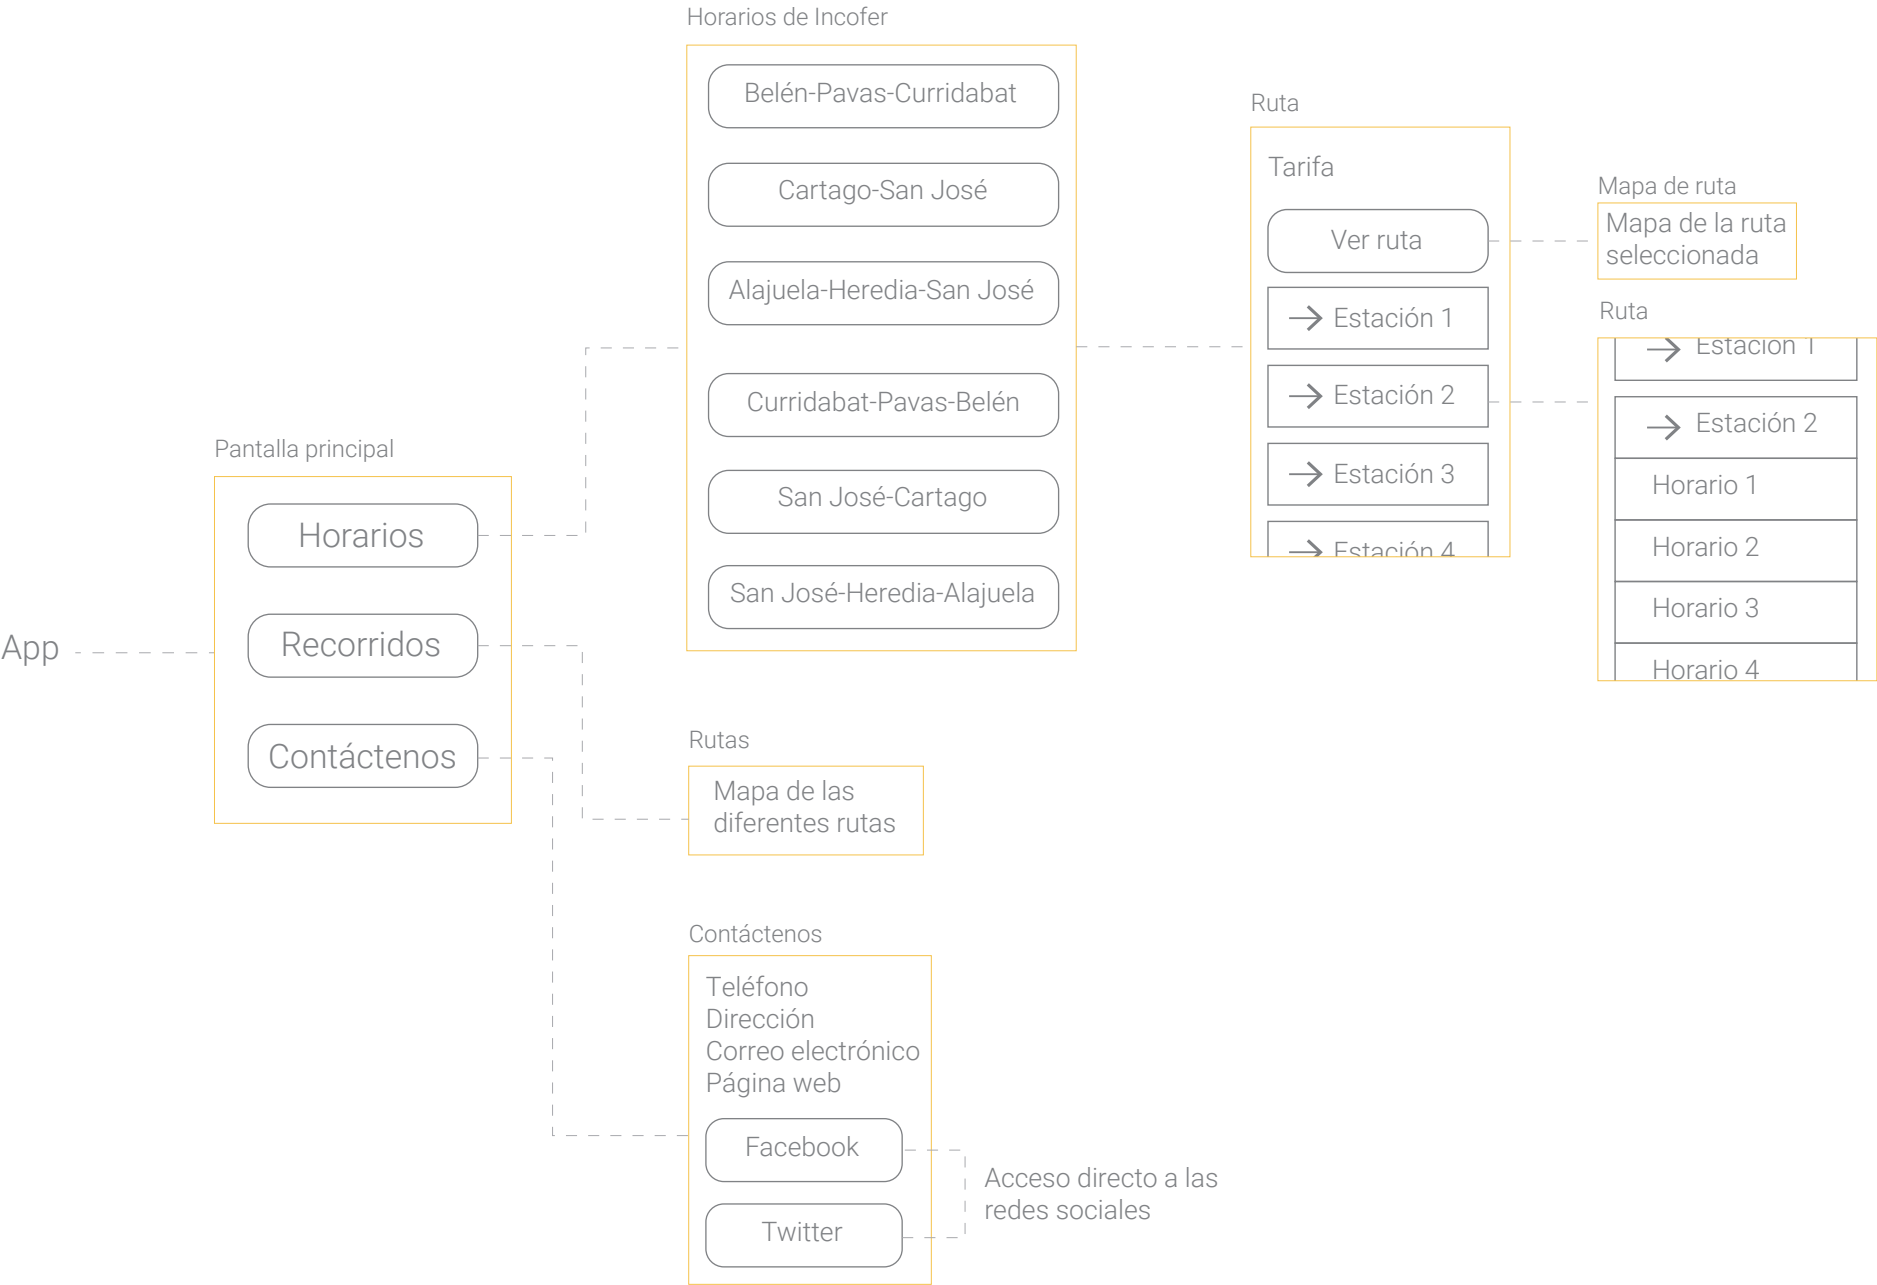 App
Pantalla principal
Horarios
Recorridos
Contáctenos
Horarios de Incofer
Belén-Pavas-Curridabat
Cartago-San José
Alajuela-Heredia-San José
Curridabat-Pavas-Belén
San José-Cartago
San José-Heredia-Alajuela
Ruta
Tarifa
Ver ruta
Estación 1
Estación 2
Estación 3
Estación 4
Mapa de ruta
Mapa de la ruta
seleccionada
Ruta
Estación 1
Estación 2
Horario 1
Horario 2
Horario 3
Horario 4
Rutas
Mapa de las
diferentes rutas
Contáctenos
Teléfono
Dirección
Correo electrónico
Página web
Facebook
Twitter
Acceso directo a las
redes sociales